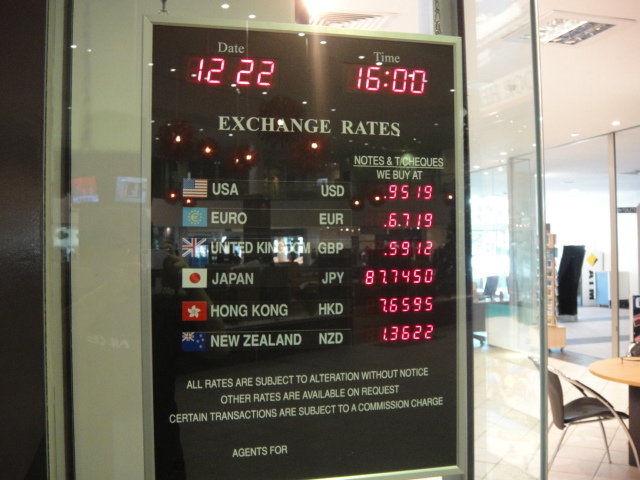 Date Time
12 22 16:00
EXCHANGE RATES
NOTES & T/CHEQUES
WE BUY AT
USA USD .9519
EURO EUR .6719
UNITED KINGDOM GBP .5912
JAPAN JPY 87.7450
HONG KONG HKD 7.6595
NEW ZEALAND NZD 1.3622
ALL RATES ARE SUBJECT TO ALTERATION WITHOUT NOTICE
OTHER RATES ARE AVAILABLE ON REQUEST
CERTAIN TRANSACTIONS ARE SUBJECT TO A COMMISSION CHARGE
AGENTS FOR
ATM